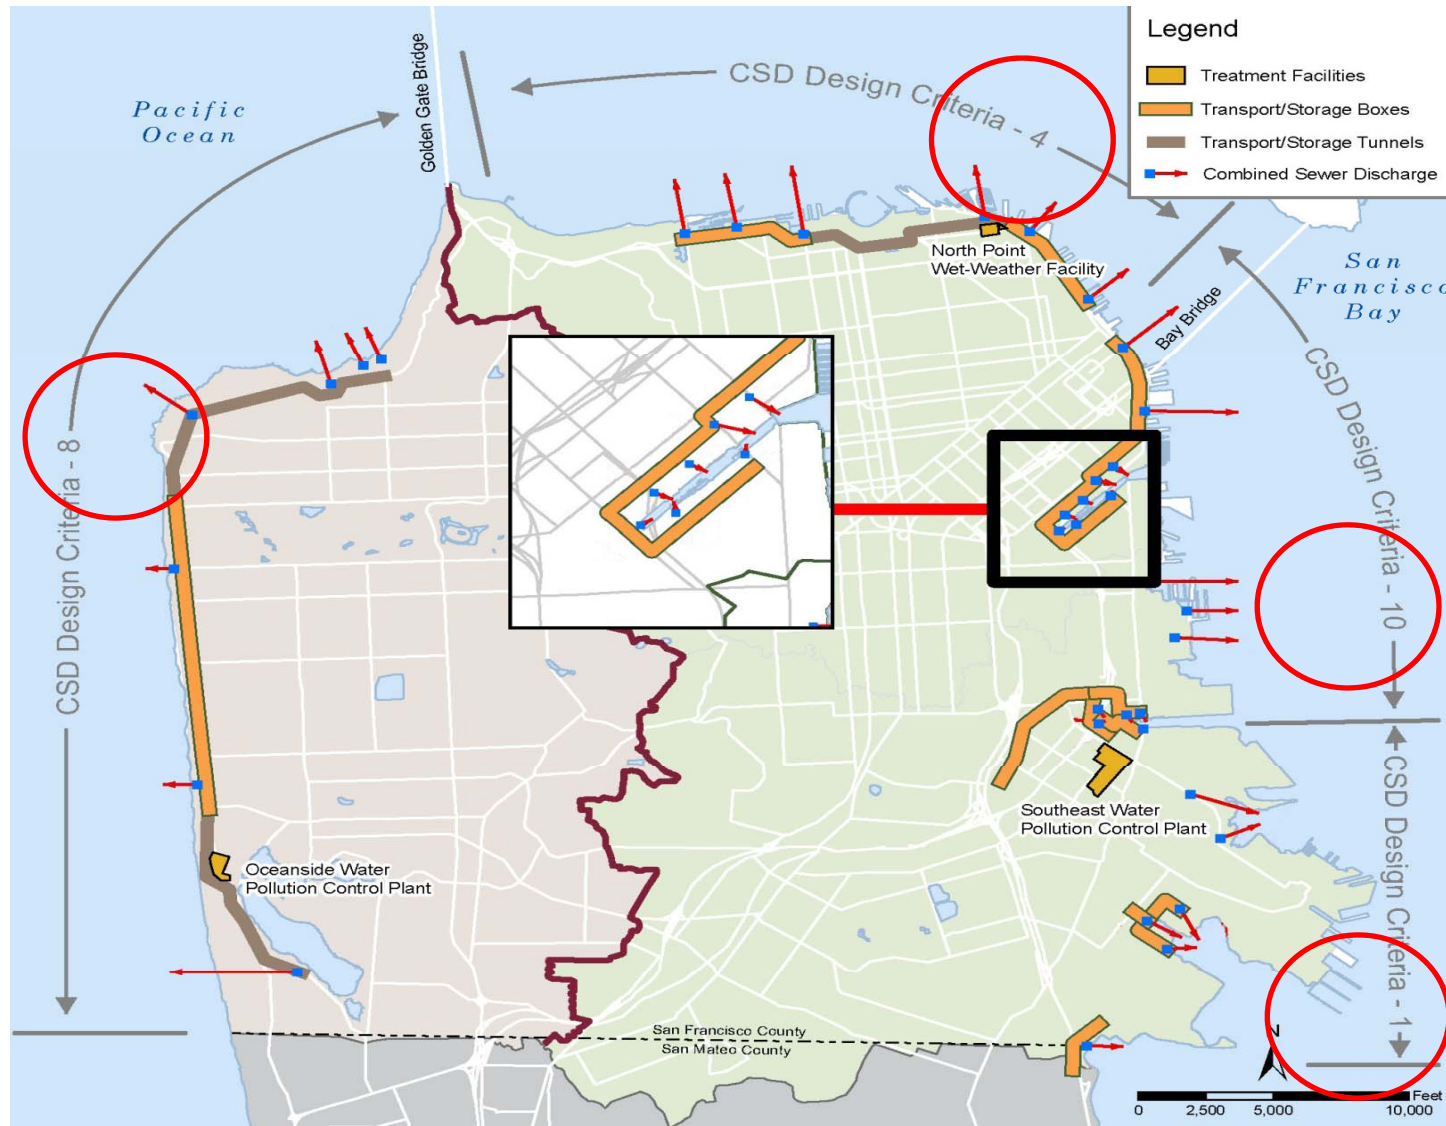 Legend
Treatment Facilities
Transport/Storage Boxes
Transport/Storage Tunnels
Combined Sewer Discharge
Pacific
Ocean
Golden Gate Bridge
CSD Design Criteria - 4
North Point
Wet-Weather Facility
Bay Bridge
San
Francisco
Bay
CSD Design Criteria - 8
CSD Design Criteria - 10
Southeast Water
Pollution Control Plant
Oceanside Water
Pollution Control Plant
CSD Design Criteria - 1
San Francisco County
San Mateo County
N
Feet
0 2,500 5,000 10,000